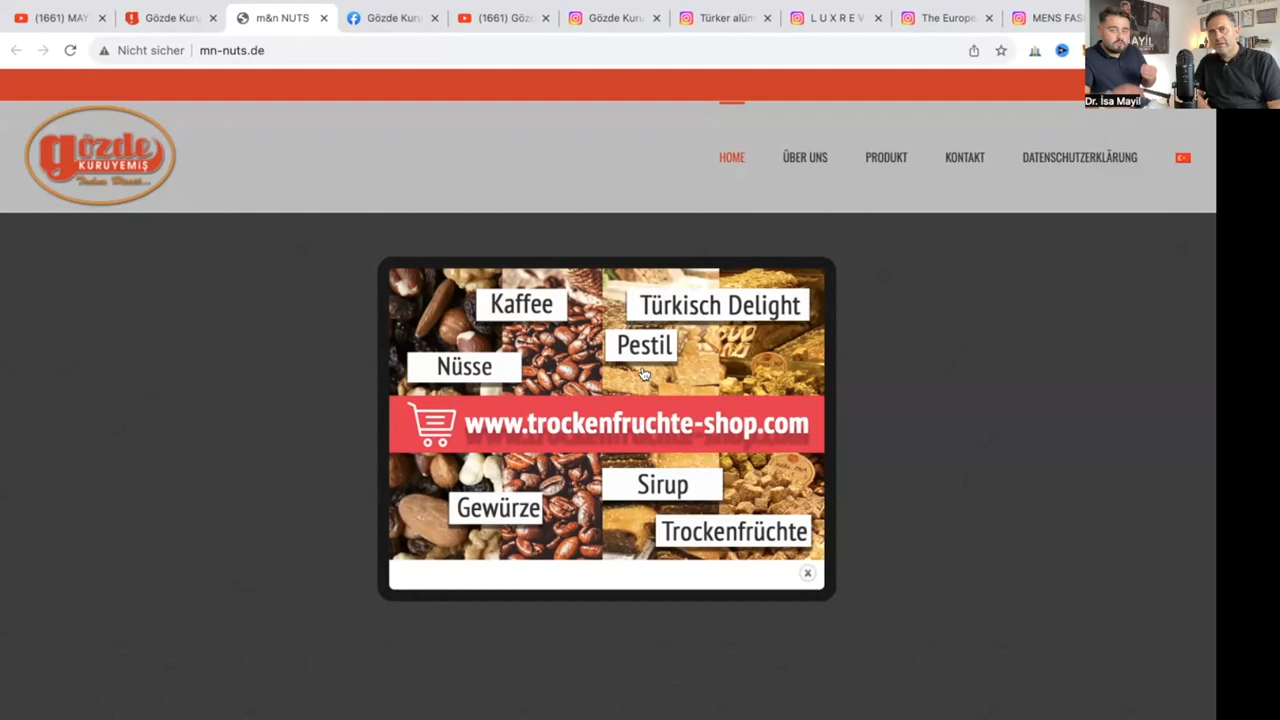 (1661) MAY
Gözde Kuru
m&n NUTS
Gözde Kuru
(1661) Göz
Gözde Kuru
Türker alüm
L U X R E V
The Europe
MENS FAS
Nicht sicher
mn-nuts.de
MAYİL
Dr. İsa Mayil
gözde
KURUYEMİŞ
HOME
ÜBER UNS
PRODUKT
KONTAKT
DATENSCHUTZERKLÄRUNG
Kaffee
Türkisch Delight
Pestil
Nüsse
www.trockenfruchte-shop.com
Sirup
Gewürze
Trockenfrüchte
X